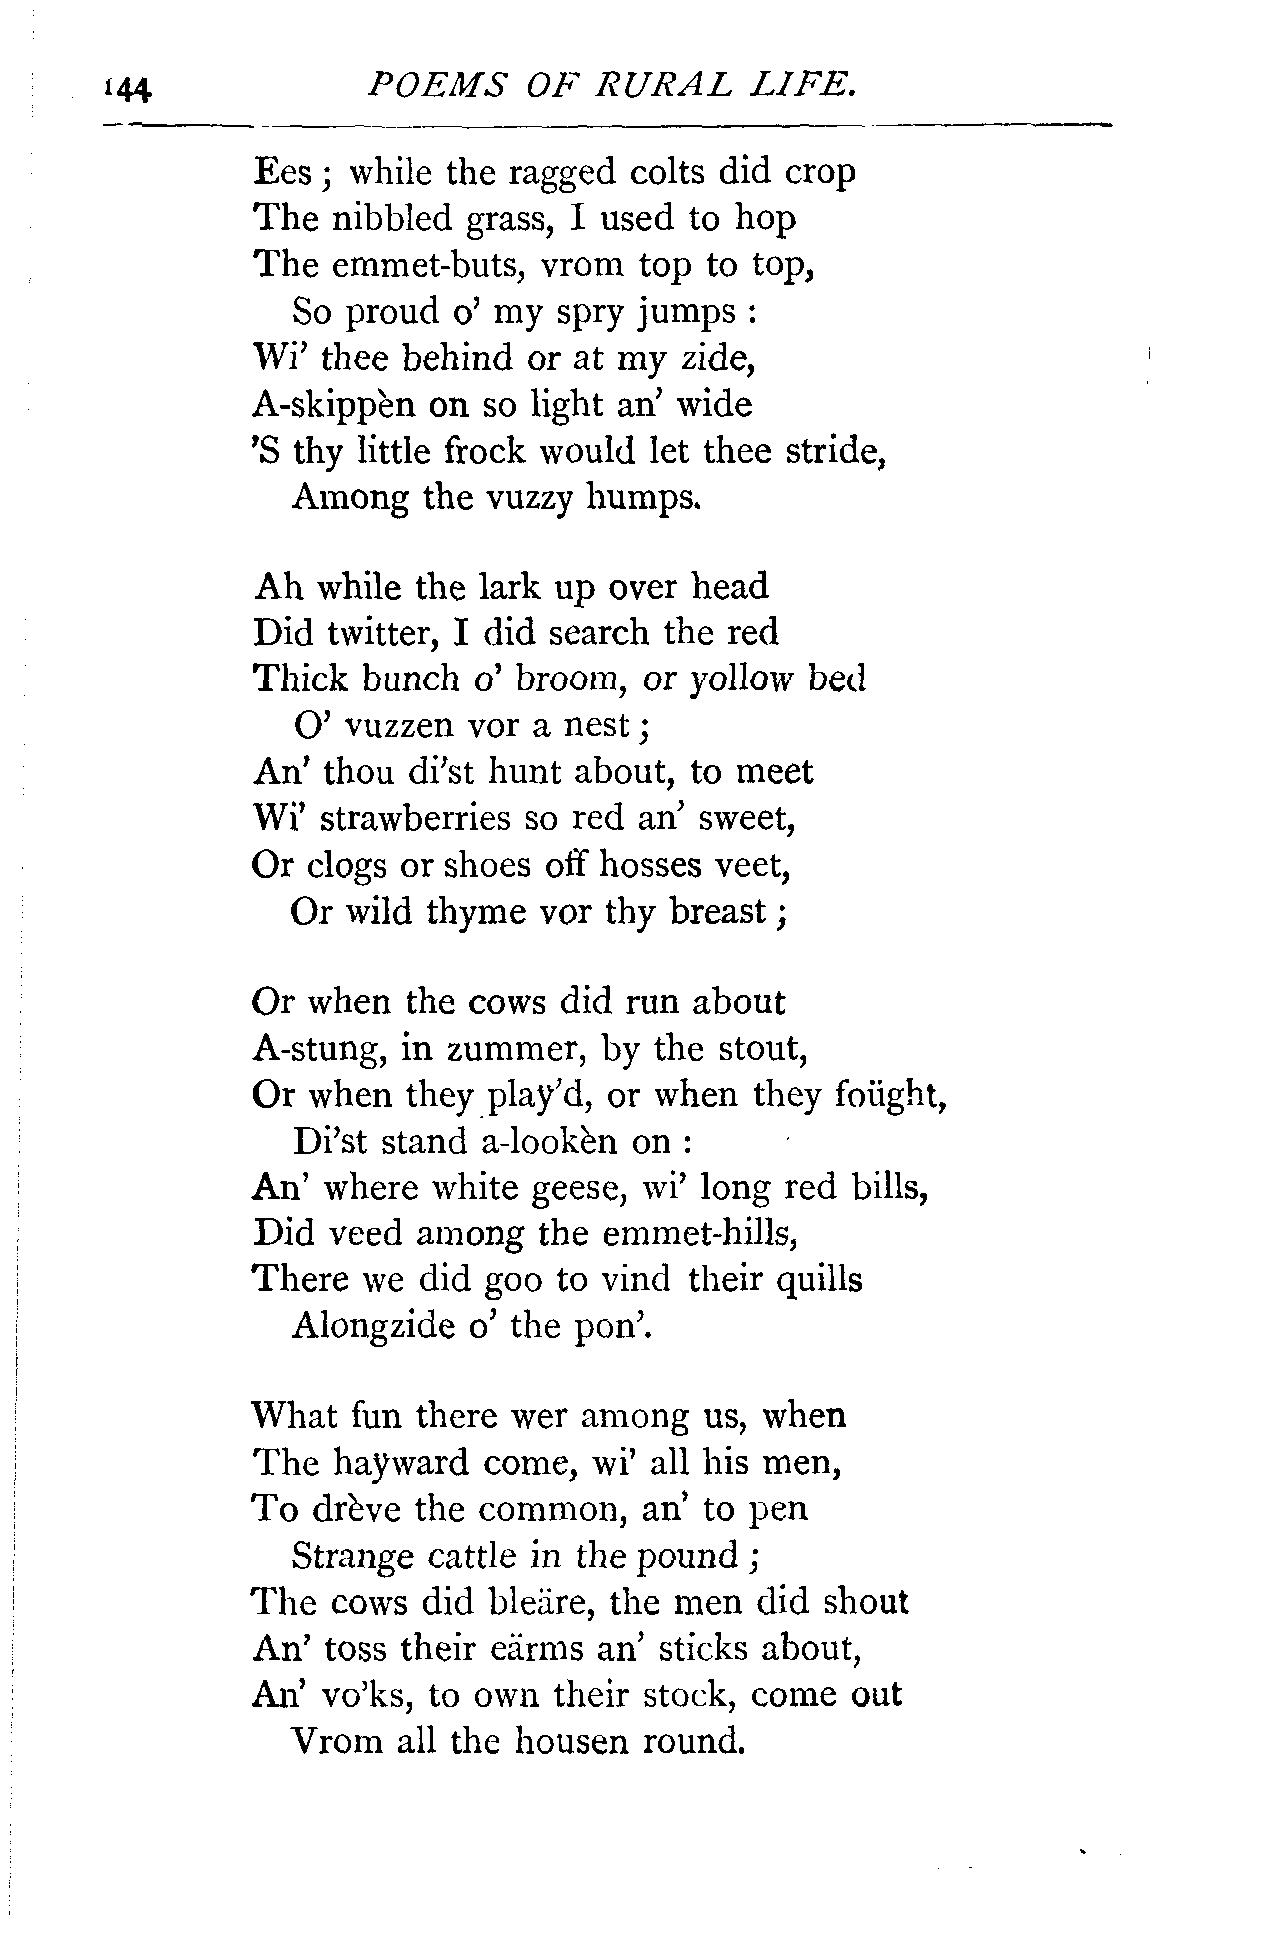 144 POEMS OF RURAL LIFE.
Ees ; while the ragged colts did crop
The nibbled grass, I used to hop
The emmet-buts, vrom top to top,
So proud o' my spry jumps :
Wi' thee behind or at my zide,
A-skippèn on so light an' wide
'S thy little frock would let thee stride,
Among the vuzzy humps.
Ah while the lark up over head
Did twitter, I did search the red
Thick bunch o' broom, or yollow bed
O' vuzzen vor a nest ;
An' thou di'st hunt about, to meet
Wi' strawberries so red an' sweet,
Or clogs or shoes off hosses veet,
Or wild thyme vor thy breast ;
Or when the cows did run about
A-stung, in zummer, by the stout,
Or when they plaÿ'd, or when they foüght,
Di'st stand a-lookèn on :
An' where white geese, wi' long red bills,
Did veed among the emmet-hills,
There we did goo to vind their quills
Alongzide o' the pon'.
What fun there wer among us, when
The haÿward come, wi' all his men,
To drève the common, an' to pen
Strange cattle in the pound ;
The cows did bleäre, the men did shout
An' toss their eärms an' sticks about,
An' vo'ks, to own their stock, come out
Vrom all the housen round.